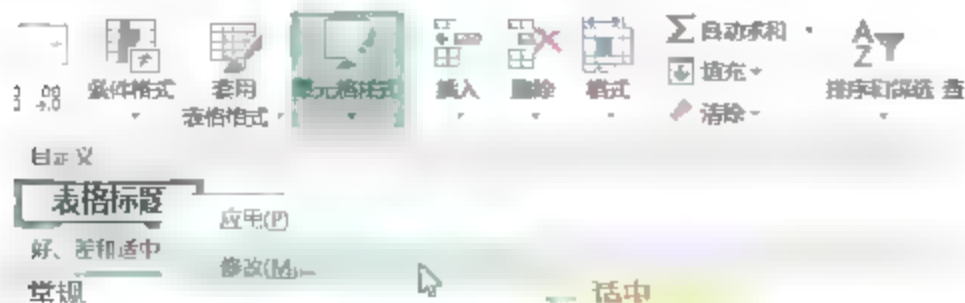 自动求和
条件格式 套用 单元格样式 插入 删除 格式 填充 排序和筛选 查
表格格式 清除
自定义
表格标题
应用(P)
好、差和适中
修改(M)...
常规 适中